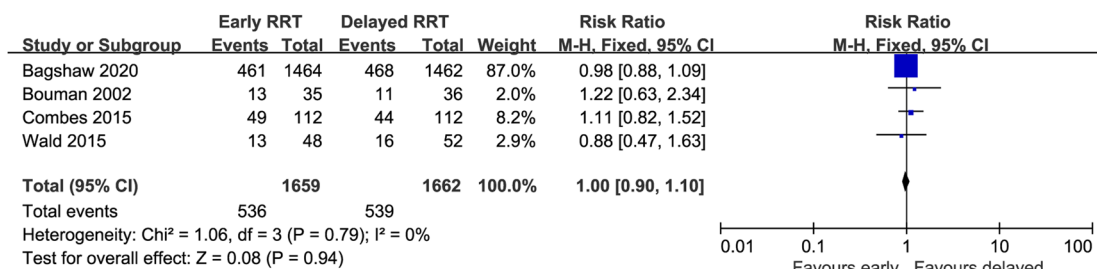 Early RRT Delayed RRT Risk Ratio Risk Ratio
Study or Subgroup Events Total Events Total Weight M-H, Fixed, 95% CI M-H, Fixed, 95% CI
Bagshaw 2020 461 1464 468 1462 87.0% 0.98 [0.88, 1.09]
Bouman 2002 13 35 11 36 2.0% 1.22 [0.63, 2.34]
Combes 2015 49 112 44 112 8.2% 1.11 [0.82, 1.52]
Wald 2015 13 48 16 52 2.9% 0.88 [0.47, 1.63]
Total (95% CI) 1659 1662 100.0% 1.00 [0.90, 1.10]
Total events 536 539
Heterogeneity: Chi² = 1.06, df = 3 (P = 0.79); I² = 0%
Test for overall effect: Z = 0.08 (P = 0.94)
0.01 0.1 1 10 100
Favours early Favours delayed